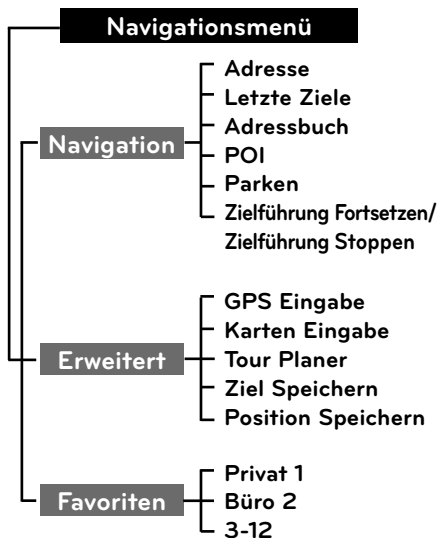 Navigationsmenü
Navigation
Adresse
Letzte Ziele
Adressbuch
POI
Parken
Zielführung Fortsetzen/
Zielführung Stoppen
Erweitert
GPS Eingabe
Karten Eingabe
Tour Planer
Ziel Speichern
Position Speichern
Favoriten
Privat 1
Büro 2
3-12